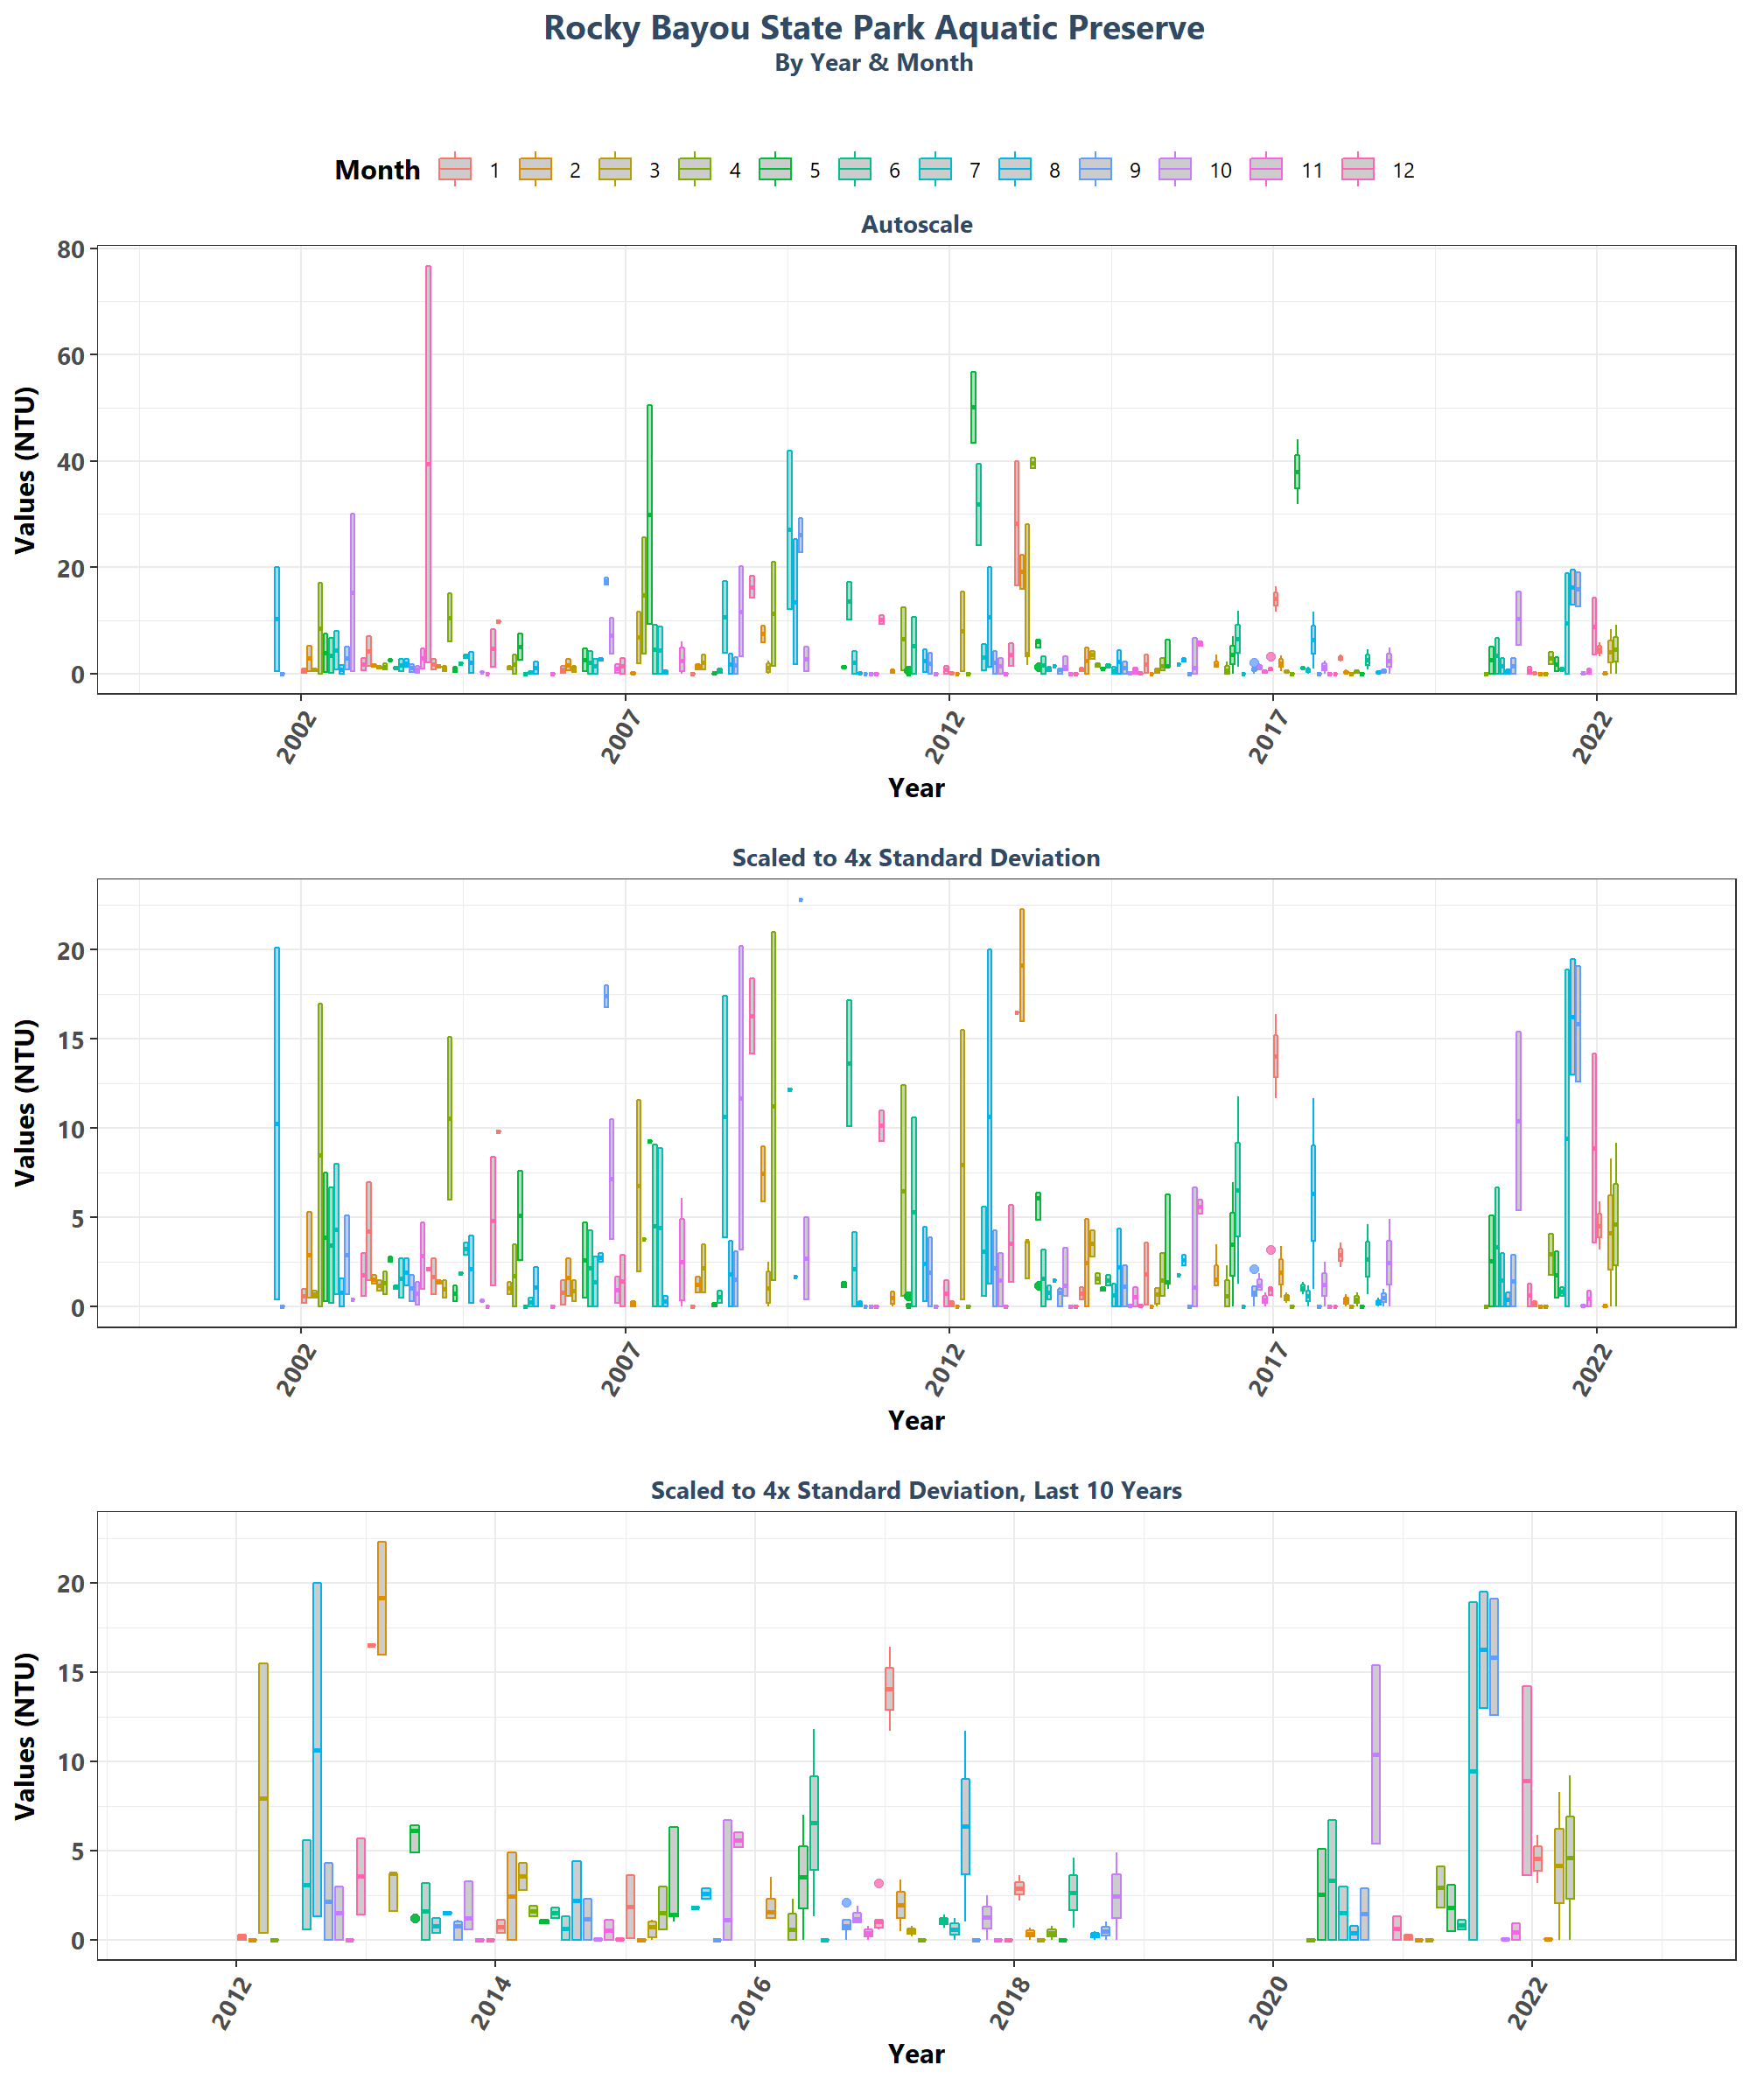 Rocky Bayou State Park Aquatic Preserve
By Year & Month
Month 1 2 3 4 5 6 7 8 9 10 11 12
Autoscale
Values (NTU)
80
60
40
20
0
2002 2007 2012 2017 2022
Year
Scaled to 4x Standard Deviation
Values (NTU)
20
15
10
5
0
2002 2007 2012 2017 2022
Year
Scaled to 4x Standard Deviation, Last 10 Years
Values (NTU)
20
15
10
5
0
2012 2014 2016 2018 2020 2022
Year